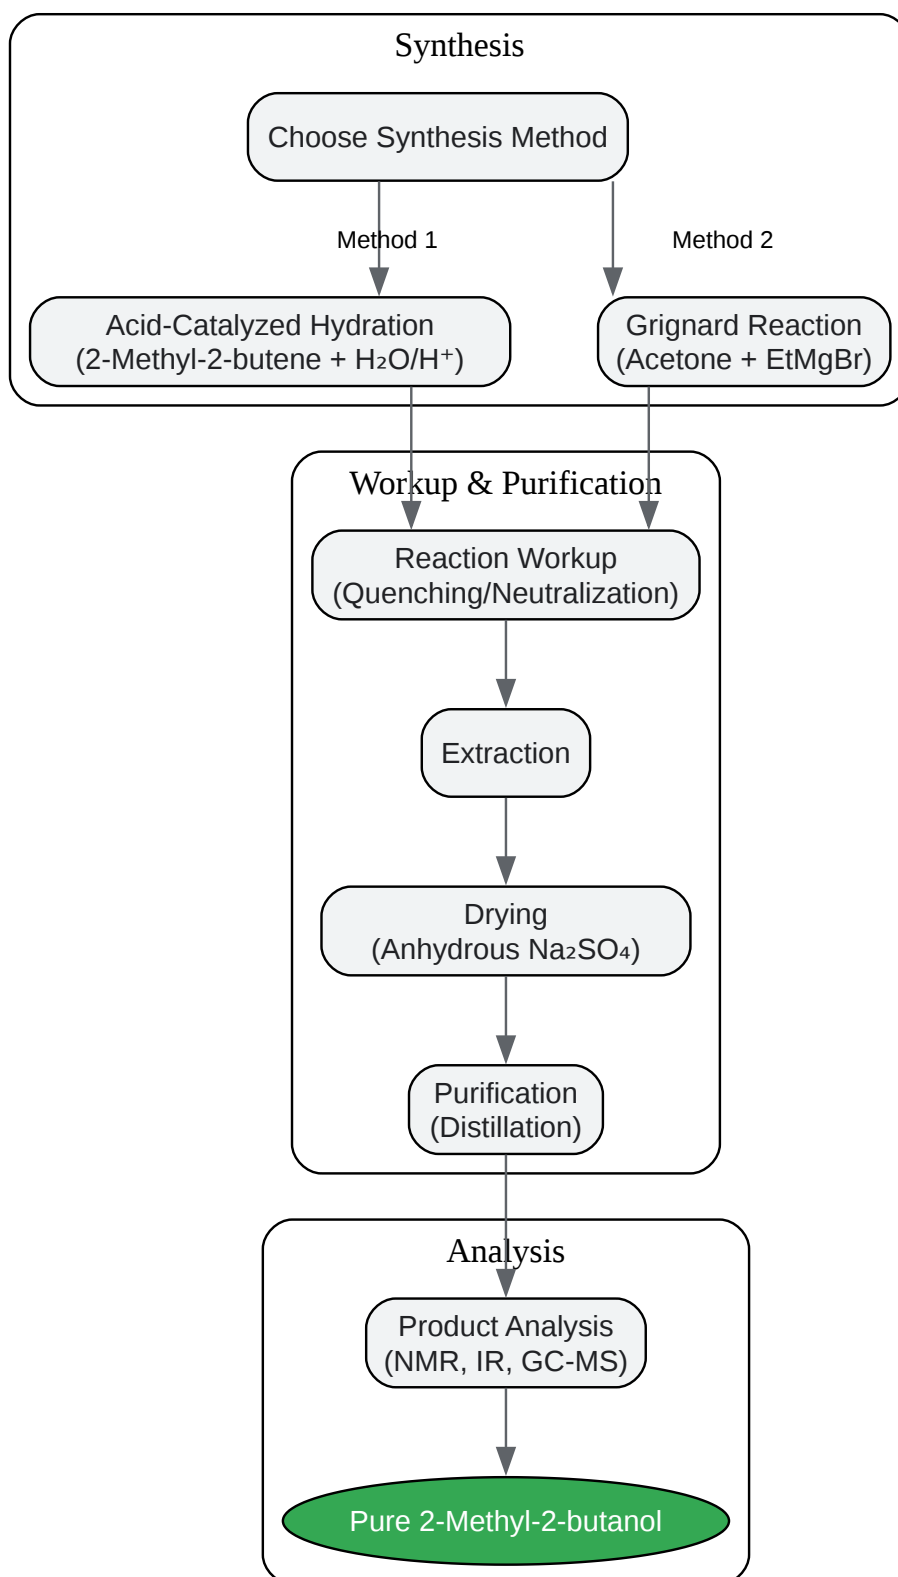 Synthesis
Choose Synthesis Method
Method 1
Method 2
Acid-Catalyzed Hydration
(2-Methyl-2-butene + H₂O/H⁺)
Grignard Reaction
(Acetone + EtMgBr)
Workup & Purification
Reaction Workup
(Quenching/Neutralization)
Extraction
Drying
(Anhydrous Na₂SO₄)
Purification
(Distillation)
Analysis
Product Analysis
(NMR, IR, GC-MS)
Pure 2-Methyl-2-butanol